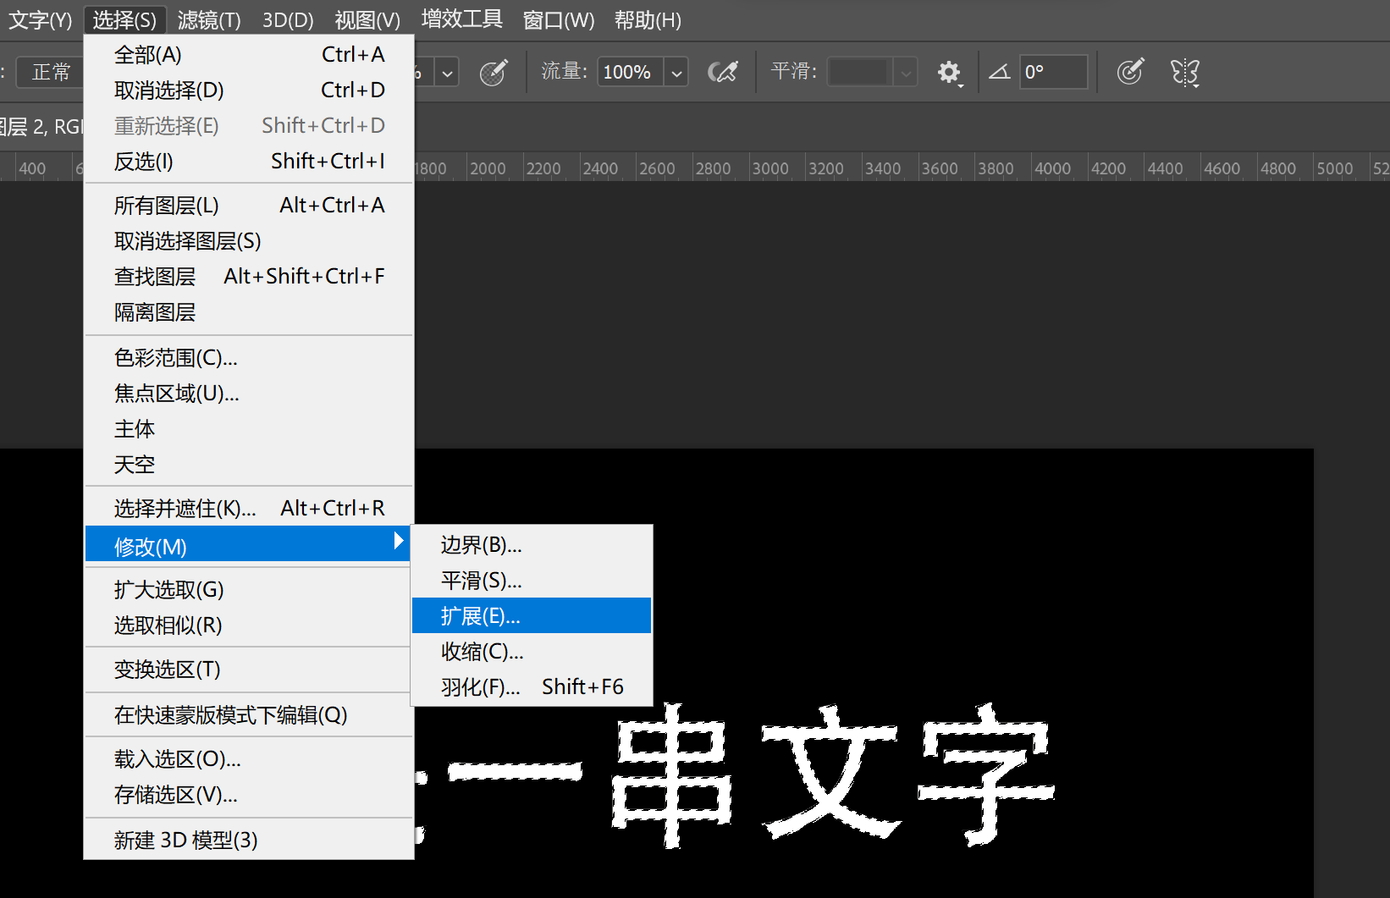 文字(Y) 选择(S) 滤镜(T) 3D(D) 视图(V) 增效工具 窗口(W) 帮助(H)
: 正常 % 流量: 100% 平滑: 0°
图层 2, RG
400 6 1800 2000 2200 2400 2600 2800 3000 3200 3400 3600 3800 4000 4200 4400 4600 4800 5000 52
全部(A) Ctrl+A
取消选择(D) Ctrl+D
重新选择(E) Shift+Ctrl+D
反选(I) Shift+Ctrl+I
所有图层(L) Alt+Ctrl+A
取消选择图层(S)
查找图层 Alt+Shift+Ctrl+F
隔离图层
色彩范围(C)...
焦点区域(U)...
主体
天空
选择并遮住(K)... Alt+Ctrl+R
修改(M)
扩大选取(G)
选取相似(R)
变换选区(T)
在快速蒙版模式下编辑(Q)
载入选区(O)...
存储选区(V)...
新建 3D 模型(3)
边界(B)...
平滑(S)...
扩展(E)...
收缩(C)...
羽化(F)... Shift+F6
一串文字